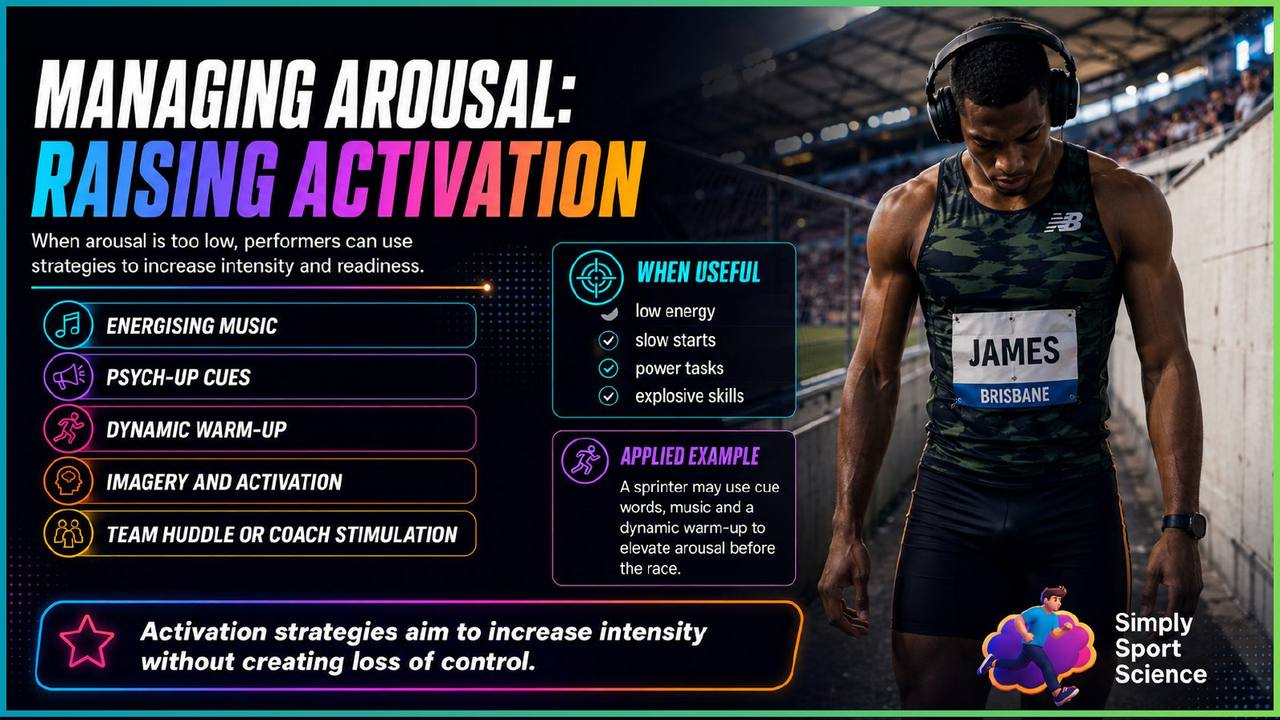 MANAGING AROUSAL:
RAISING ACTIVATION
When arousal is too low, performers can use
strategies to increase intensity and readiness.
ENERGISING MUSIC
PSYCH-UP CUES
DYNAMIC WARM-UP
IMAGERY AND ACTIVATION
TEAM HUDDLE OR COACH STIMULATION
WHEN USEFUL
low energy
slow starts
power tasks
explosive skills
APPLIED EXAMPLE
A sprinter may use cue
words, music and a
dynamic warm-up to
elevate arousal before
the race.
Activation strategies aim to increase intensity
without creating loss of control.
NB
JAMES
BRISBANE
Simply
Sport
Science